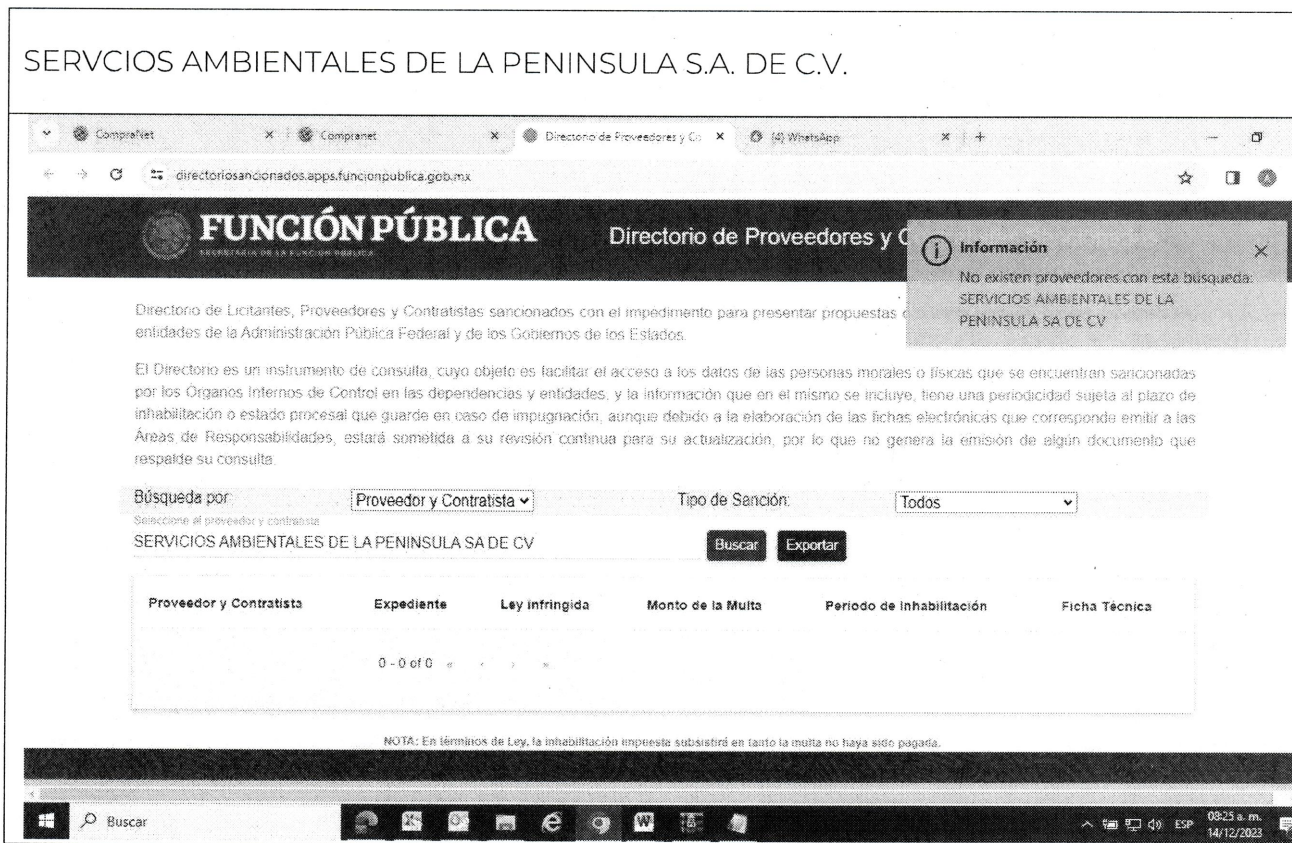 SERVCIOS AMBIENTALES DE LA PENINSULA S.A. DE C.V.
CompraNet
Compranet
Directorio de Proveedores y Co
(4) WhatsApp
directoriosancionados.apps.funcionpublica.gob.mx
FUNCIÓN PÚBLICA
SECRETARÍA DE LA FUNCIÓN PÚBLICA
Directorio de Proveedores y C
Información
No existen proveedores con esta búsqueda:
SERVICIOS AMBIENTALES DE LA
PENINSULA SA DE CV
Directorio de Licitantes, Proveedores y Contratistas sancionados con el impedimento para presentar propuestas
entidades de la Administración Pública Federal y de los Gobiernos de los Estados.
El Directorio es un instrumento de consulta, cuyo objeto es facilitar el acceso a los datos de las personas morales o físicas que se encuentran sancionadas
por los Órganos Internos de Control en las dependencias y entidades, y la información que en el mismo se incluye, tiene una periodicidad sujeta al plazo de
inhabilitación o estado procesal que guarde en caso de impugnación, aunque debido a la elaboración de las fichas electrónicas que corresponde emitir a las
Áreas de Responsabilidades, estará sometida a su revisión continua para su actualización, por lo que no genera la emisión de algún documento que
respalde su consulta.
Búsqueda por:
Proveedor y Contratista
Tipo de Sanción:
Todos
Seleccione el proveedor y contratista
SERVICIOS AMBIENTALES DE LA PENINSULA SA DE CV
Buscar
Exportar
Proveedor y Contratista
Expediente
Ley infringida
Monto de la Multa
Periodo de Inhabilitación
Ficha Técnica
0 - 0 of 0 « ‹ › »
NOTA: En términos de Ley, la inhabilitación impuesta subsistirá en tanto la multa no haya sido pagada.
Buscar
ESP
08:25 a. m.
14/12/2023